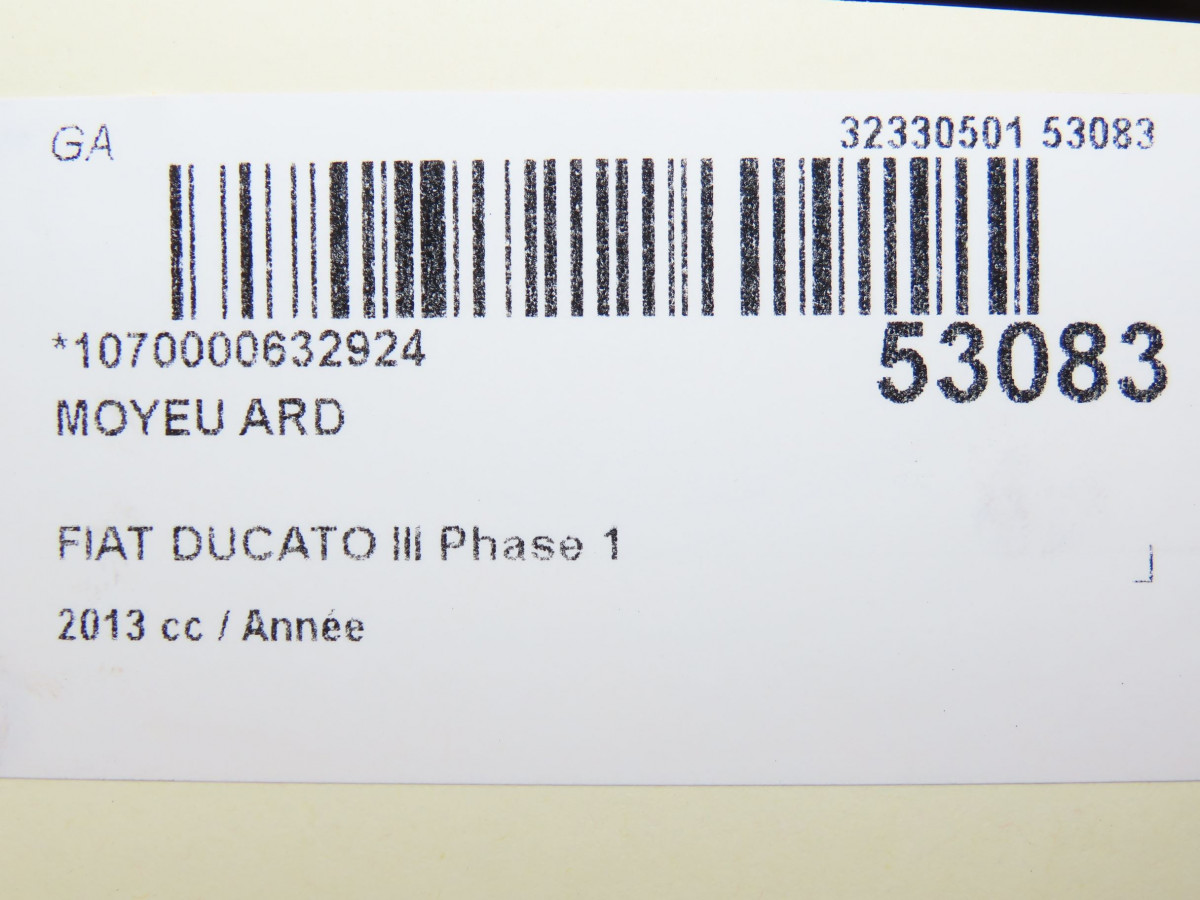 GA
32330501 53083
*1070000632924
53083
MOYEU ARD
FIAT DUCATO III Phase 1
2013 cc / Année